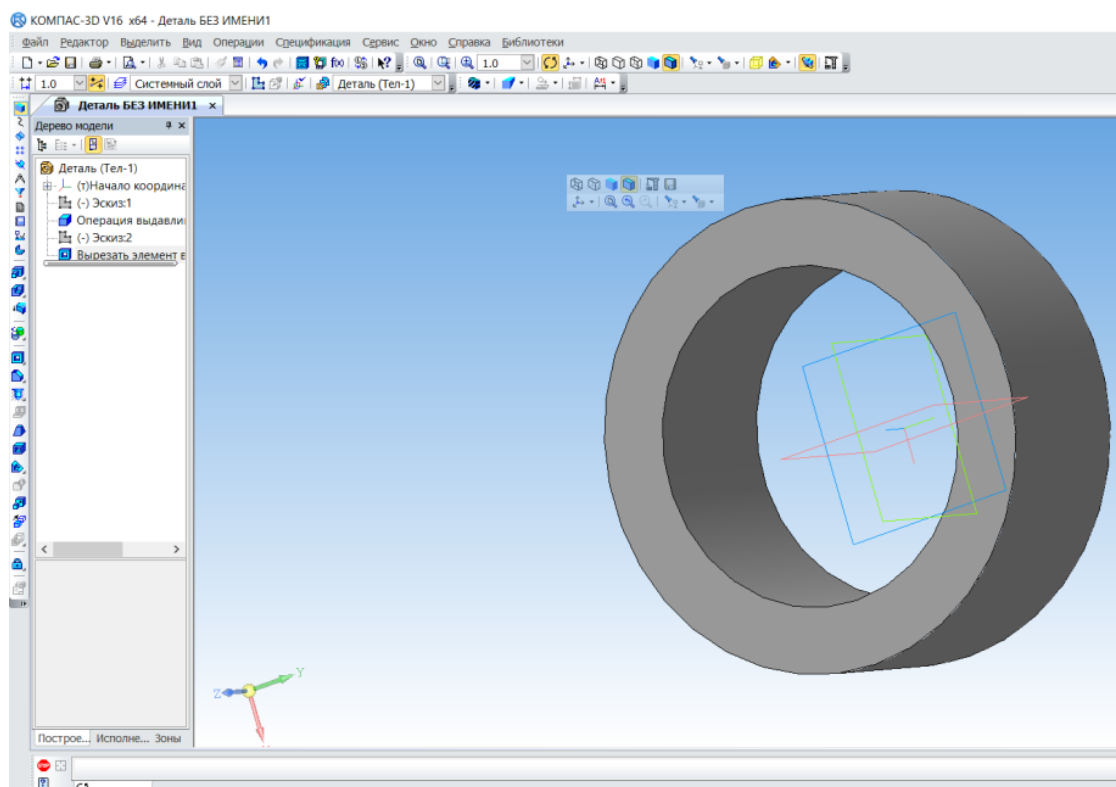 КОМПАС-3D V16 x64 - Деталь БЕЗ ИМЕНИ1
Файл Редактор Выделить Вид Операции Спецификация Сервис Окно Справка Библиотеки
f(x) 1.0
1.0 Системный слой Деталь (Тел-1)
Деталь БЕЗ ИМЕНИ1 ×
Дерево модели
Деталь (Тел-1)
(т)Начало координа
(-) Эскиз:1
Операция выдавли
(-) Эскиз:2
Вырезать элемент в
Z Y
Построе... Исполне... Зоны
STOP